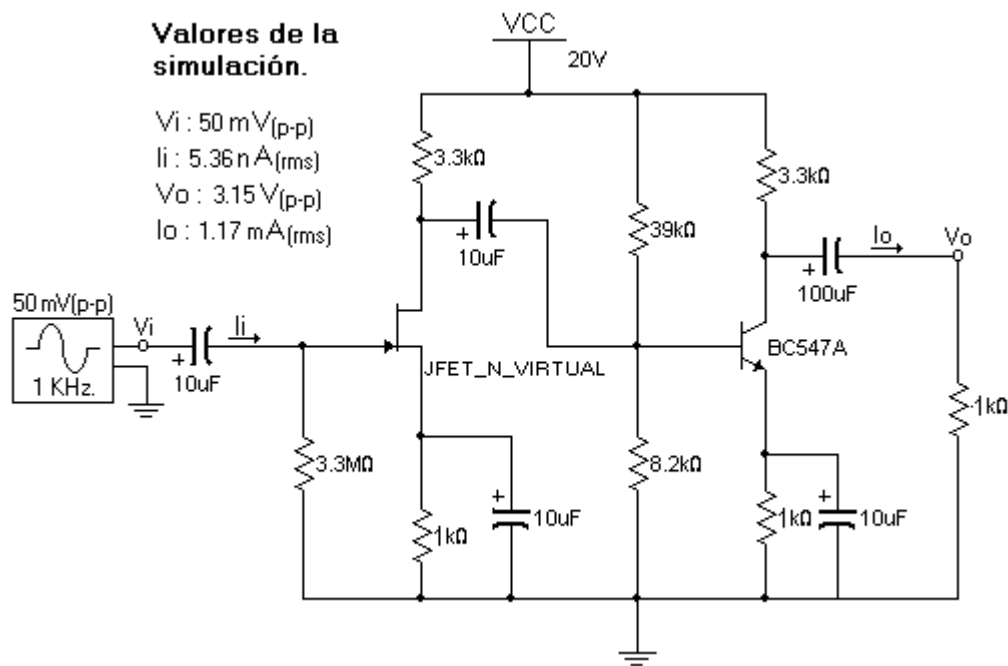 Valores de la
simulación.
Vi : 50 mV(p-p)
Ii : 5.36 n A(rms)
Vo : 3.15 V(p-p)
Io : 1.17 mA(rms)
VCC
20V
3.3kΩ
39kΩ
3.3kΩ
10uF
Io
Vo
100uF
50 mV(p-p)
Vi
Ii
1 KHz.
10uF
JFET_N_VIRTUAL
BC547A
1kΩ
3.3MΩ
8.2kΩ
1kΩ
10uF
1kΩ
10uF